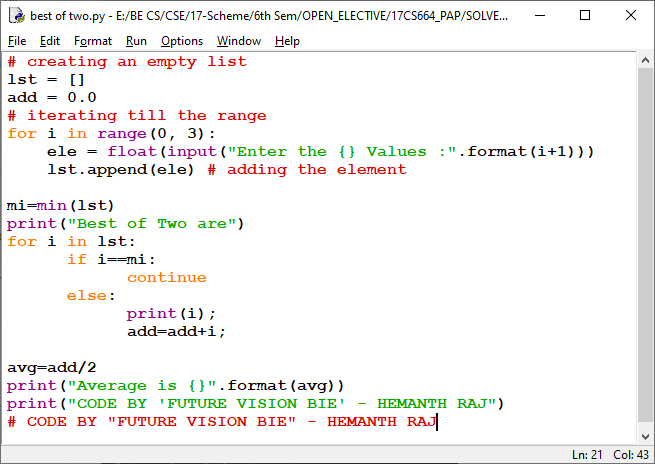 best of two.py - E:/BE CS/CSE/17-Scheme/6th Sem/OPEN_ELECTIVE/17CS664_PAP/SOLVE...
File Edit Format Run Options Window Help
# creating an empty list
lst = []
add = 0.0
# iterating till the range
for i in range(0, 3):
    ele = float(input("Enter the {} Values :".format(i+1)))
    lst.append(ele) # adding the element

mi=min(lst)
print("Best of Two are")
for i in lst:
      if i==mi:
            continue
      else:
            print(i);
            add=add+i;

avg=add/2
print("Average is {}".format(avg))
print("CODE BY 'FUTURE VISION BIE' - HEMANTH RAJ")
# CODE BY "FUTURE VISION BIE" - HEMANTH RAJ
Ln: 21 Col: 43